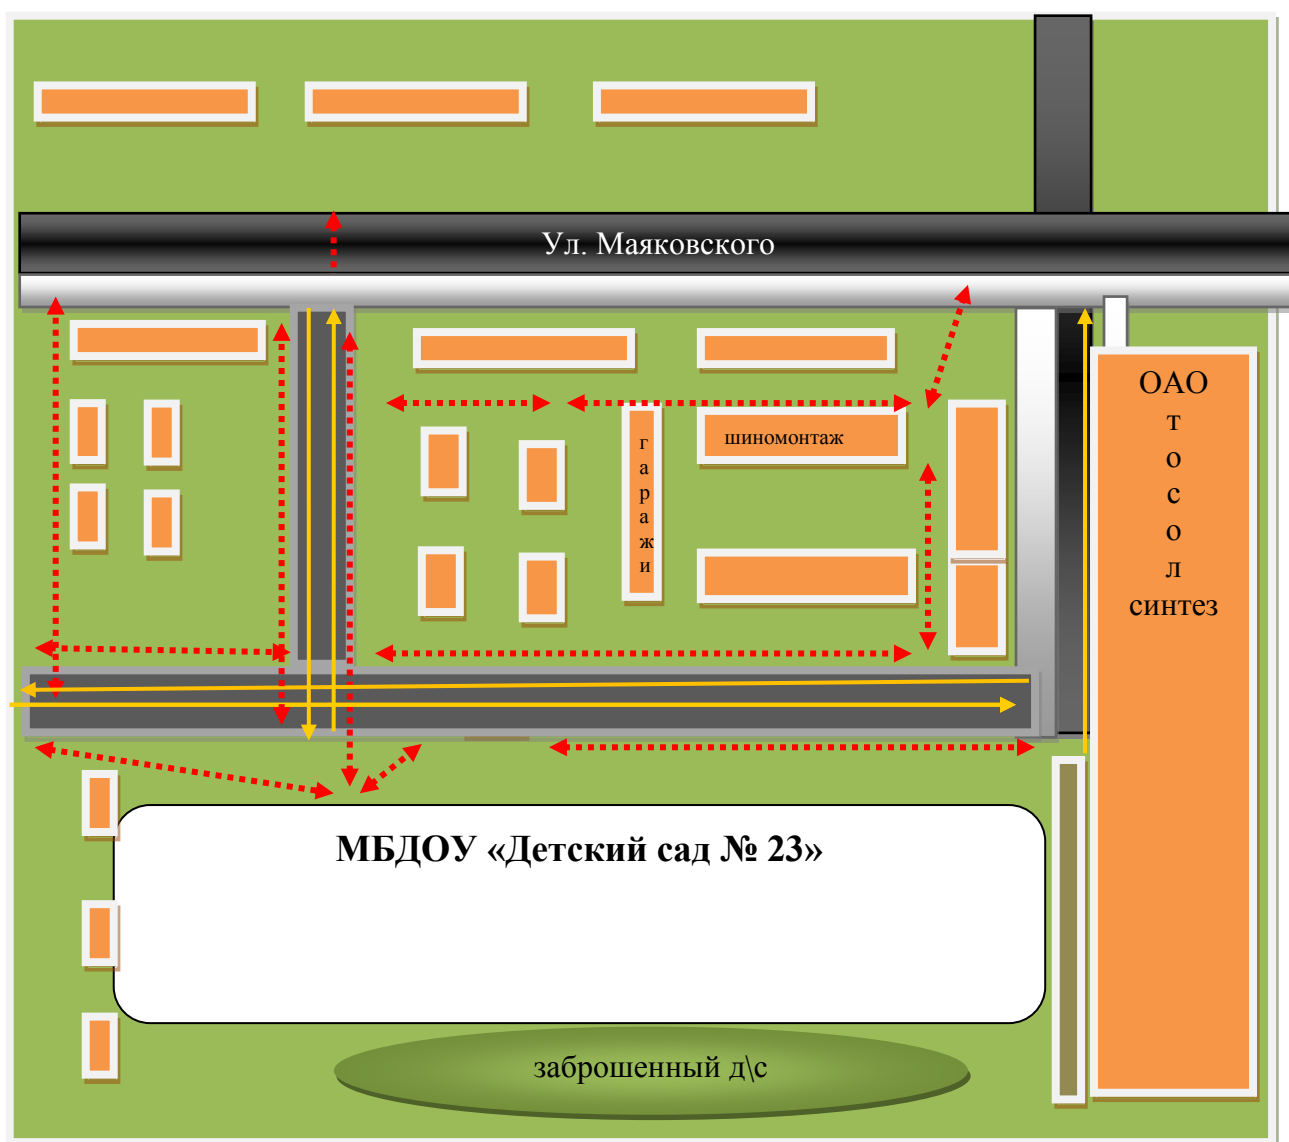 Ул. Маяковского
ОАО
т
о
с
о
л
синтез
шиномонтаж
г
а
р
а
ж
и
МБДОУ «Детский сад № 23»
заброшенный д\с